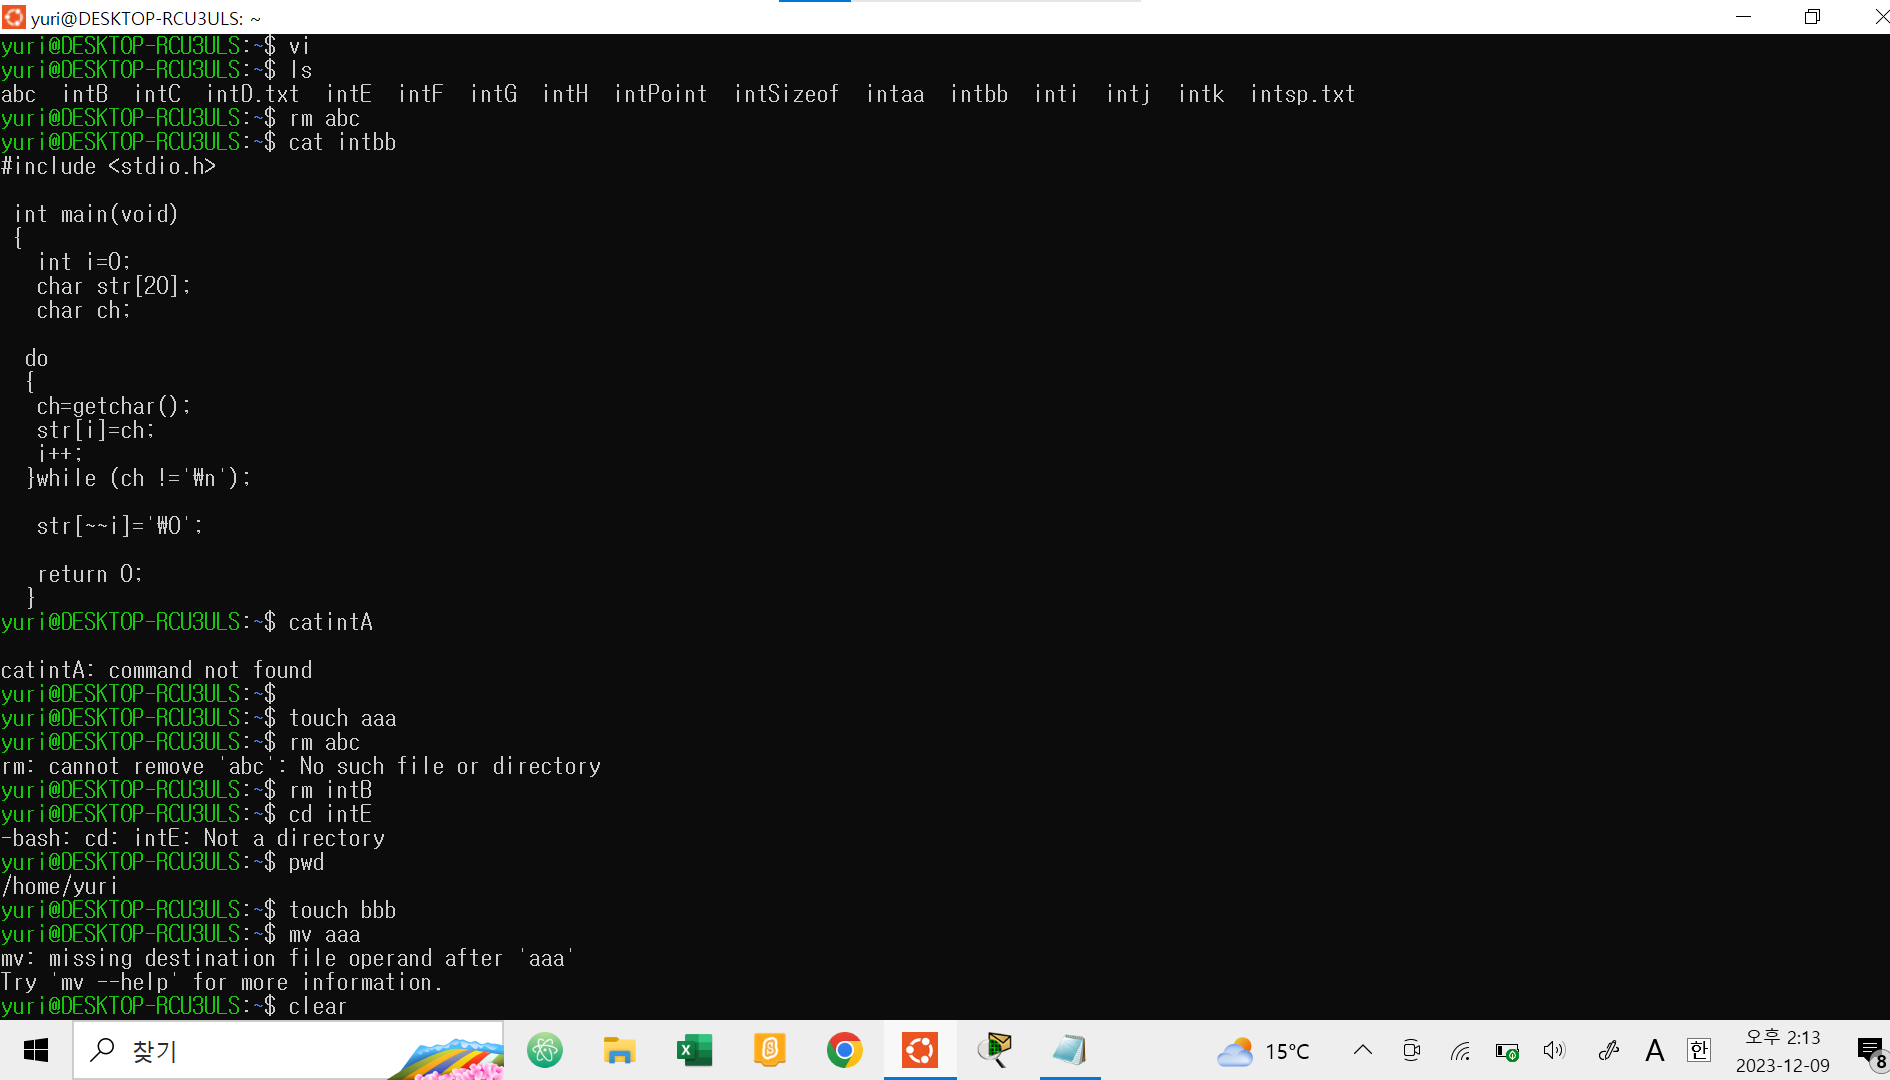 yuri@DESKTOP-RCU3ULS: ~
yuri@DESKTOP-RCU3ULS:~$ vi
yuri@DESKTOP-RCU3ULS:~$ ls
abc  intB  intC  intD.txt  intE  intF  intG  intH  intPoint  intSizeof  intaa  intbb  inti  intj  intk  intsp.txt
yuri@DESKTOP-RCU3ULS:~$ rm abc
yuri@DESKTOP-RCU3ULS:~$ cat intbb
#include <stdio.h>
 int main(void)
 {
   int i=0;
   char str[20];
   char ch;
  do
  {
   ch=getchar();
   str[i]=ch;
   i++;
  }while (ch !='₩n');
   str[~~i]='₩0';
   return 0;
  }
yuri@DESKTOP-RCU3ULS:~$ catintA
catintA: command not found
yuri@DESKTOP-RCU3ULS:~$
yuri@DESKTOP-RCU3ULS:~$ touch aaa
yuri@DESKTOP-RCU3ULS:~$ rm abc
rm: cannot remove 'abc': No such file or directory
yuri@DESKTOP-RCU3ULS:~$ rm intB
yuri@DESKTOP-RCU3ULS:~$ cd intE
-bash: cd: intE: Not a directory
yuri@DESKTOP-RCU3ULS:~$ pwd
/home/yuri
yuri@DESKTOP-RCU3ULS:~$ touch bbb
yuri@DESKTOP-RCU3ULS:~$ mv aaa
mv: missing destination file operand after 'aaa'
Try 'mv --help' for more information.
yuri@DESKTOP-RCU3ULS:~$ clear
찾기
15°C
A
한
오후 2:13
2023-12-09
8